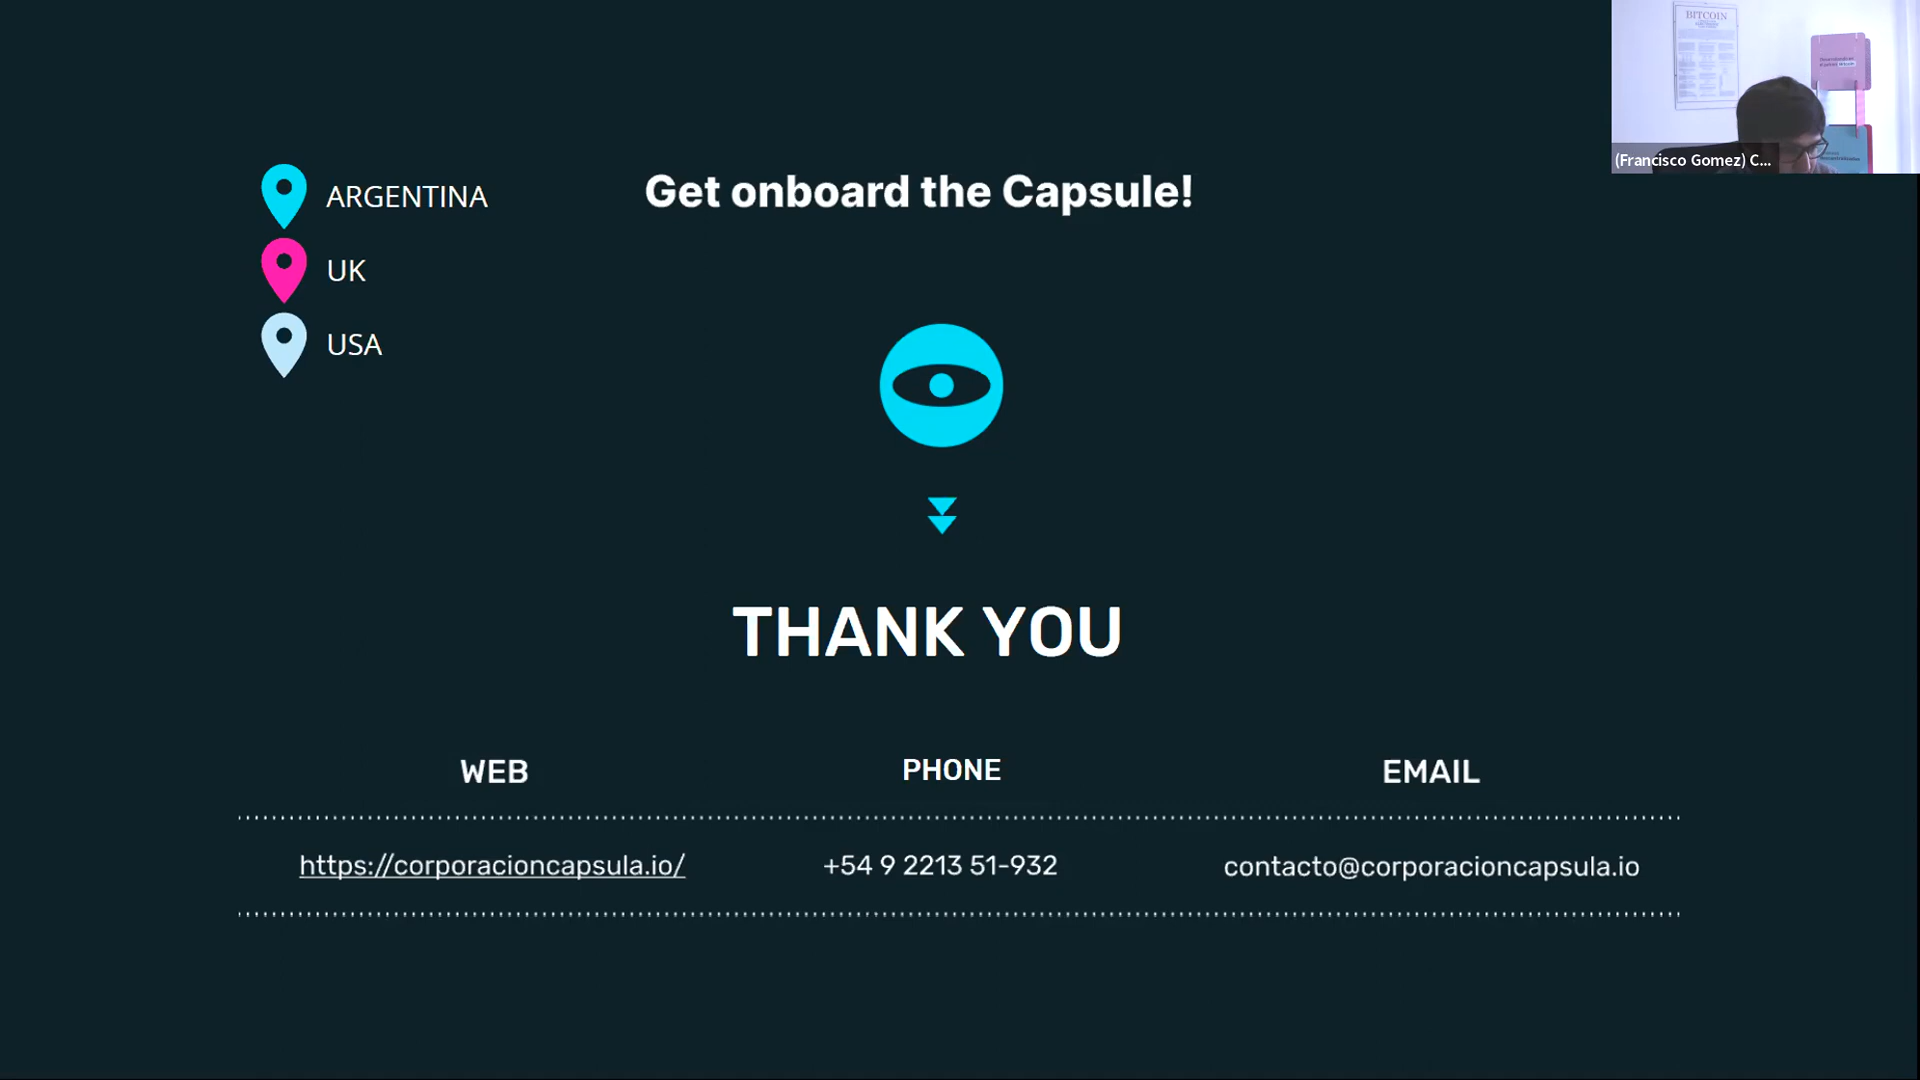 BITCOIN
(Francisco Gomez) C...
ARGENTINA
UK
USA
Get onboard the Capsule!
THANK YOU
WEB
PHONE
EMAIL
https://corporacioncapsula.io/
+54 9 2213 51-932
contacto@corporacioncapsula.io